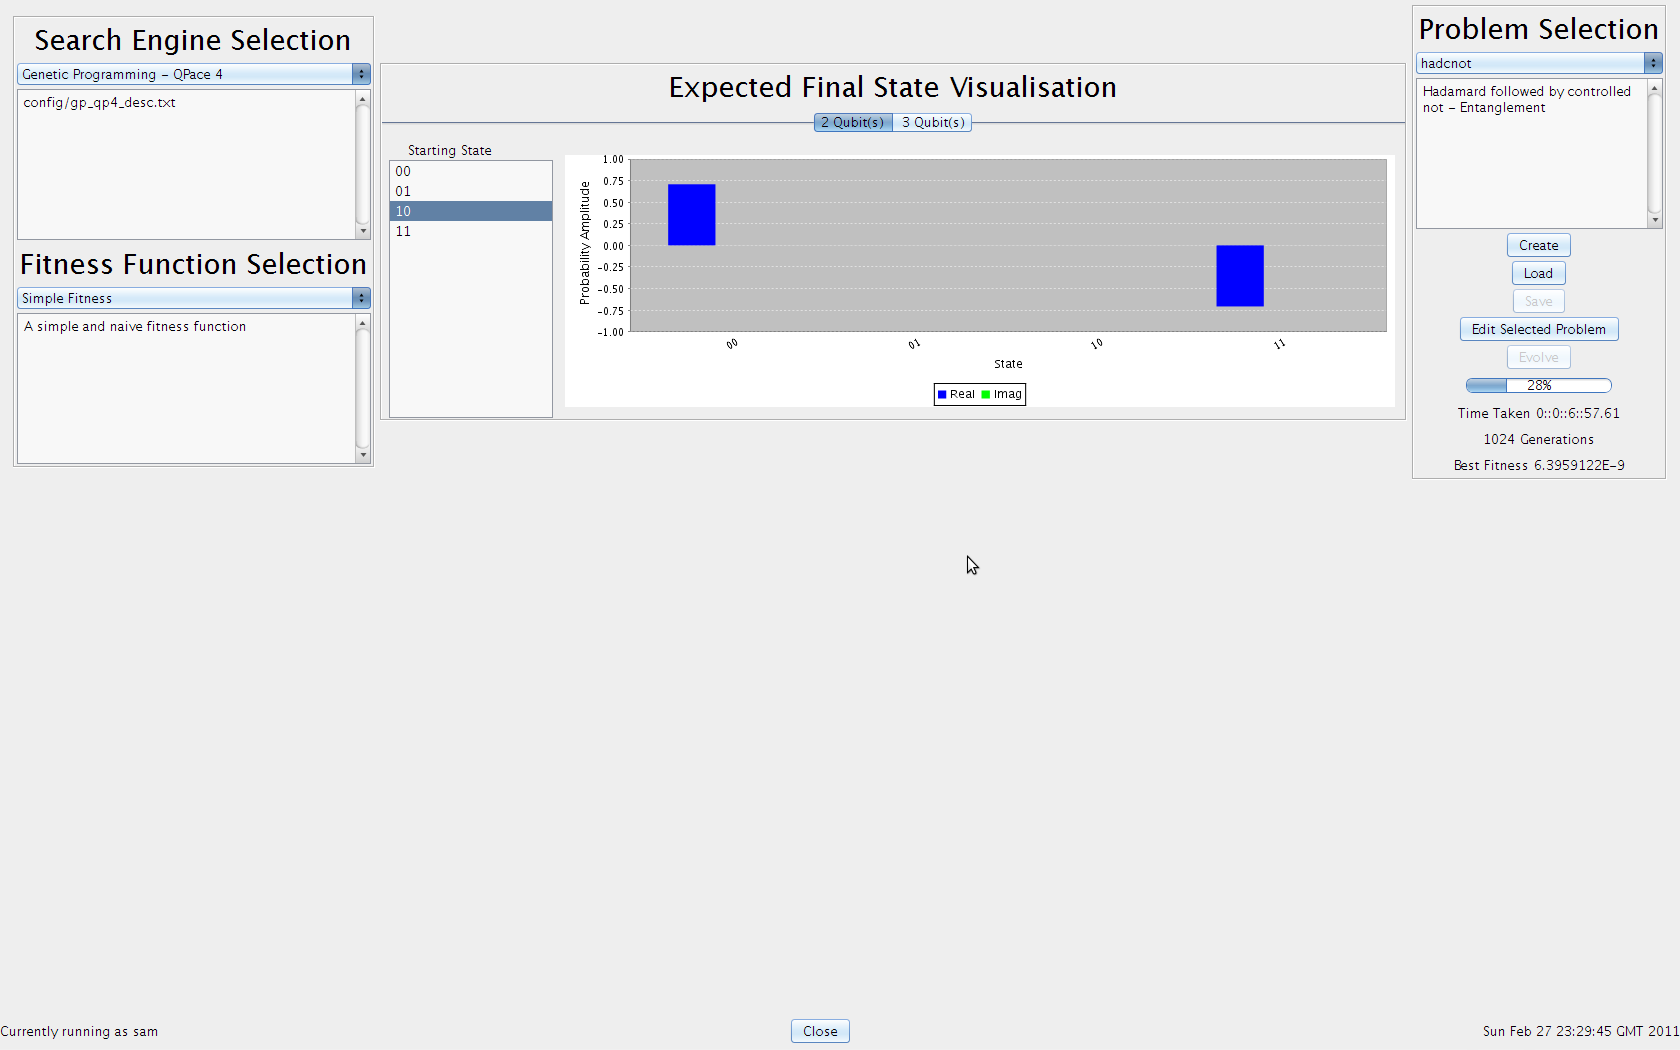 Search Engine Selection
Genetic Programming - QPace 4
config/gp_qp4_desc.txt
Fitness Function Selection
Simple Fitness
A simple and naive fitness function
Expected Final State Visualisation
2 Qubit(s) 3 Qubit(s)
Starting State
00
01
10
11
Probability Amplitude
1.00
0.75
0.50
0.25
0.00
-0.25
-0.50
-0.75
-1.00
00 01 10 11
State
Real Imag
Problem Selection
hadcnot
Hadamard followed by controlled
not - Entanglement
Create
Load
Save
Edit Selected Problem
Evolve
28%
Time Taken 0::0::6::57.61
1024 Generations
Best Fitness 6.3959122E-9
Currently running as sam
Close
Sun Feb 27 23:29:45 GMT 2011